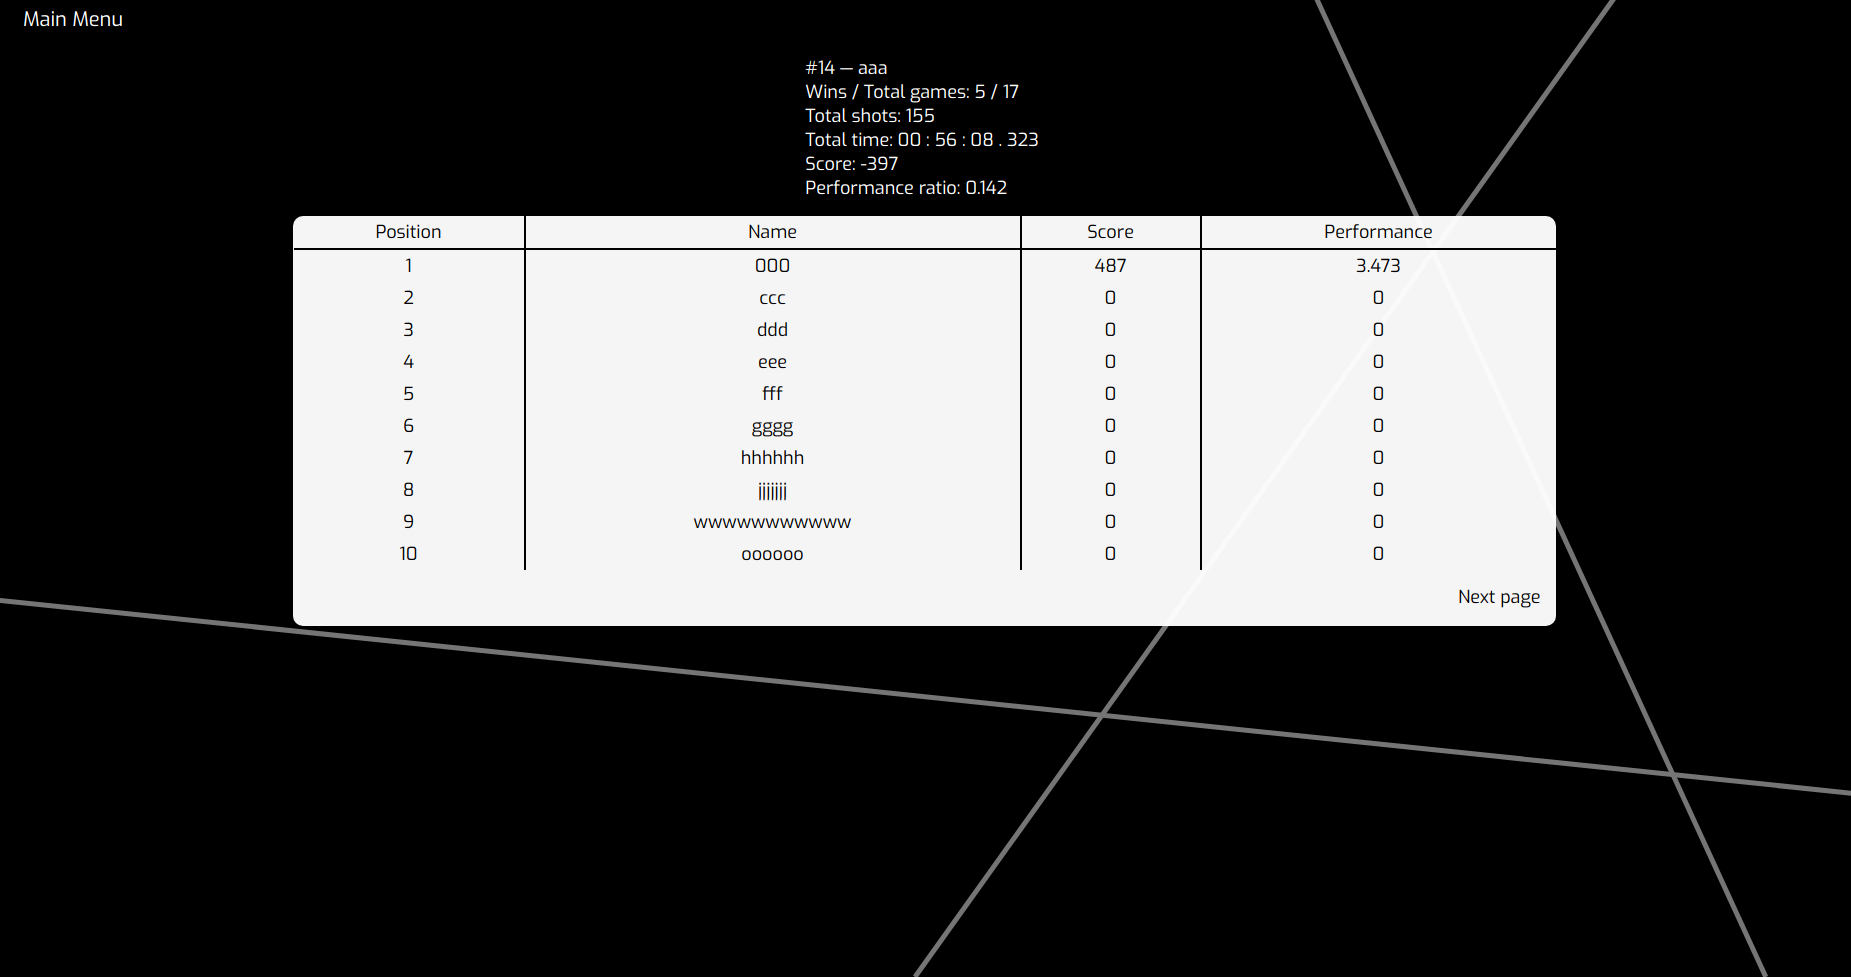 Main Menu
#14 — aaa
Wins / Total games: 5 / 17
Total shots: 155
Total time: 00 : 56 : 08 . 323
Score: -397
Performance ratio: 0.142
Position Name Score Performance
1 000 487 3.473
2 ccc 0 0
3 ddd 0 0
4 eee 0 0
5 fff 0 0
6 gggg 0 0
7 hhhhhh 0 0
8 jjjjjjj 0 0
9 wwwwwwwwwww 0 0
10 oooooo 0 0
Next page